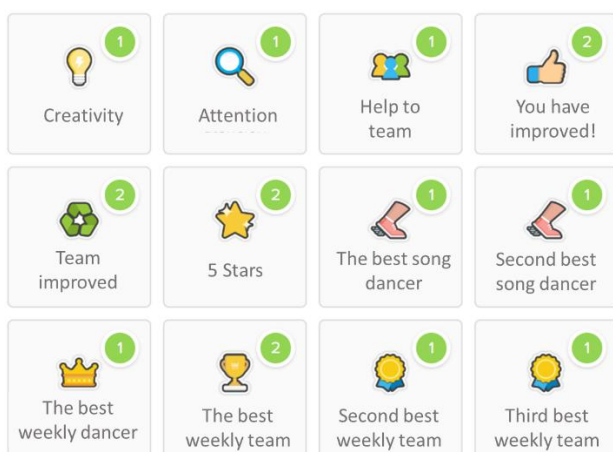 1
1
1
2
Creativity
Attention
Help to
team
You have
improved!
2
2
1
1
Team
improved
5 Stars
The best song
dancer
Second best
song dancer
1
2
1
1
The best
weekly dancer
The best
weekly team
Second best
weekly team
Third best
weekly team